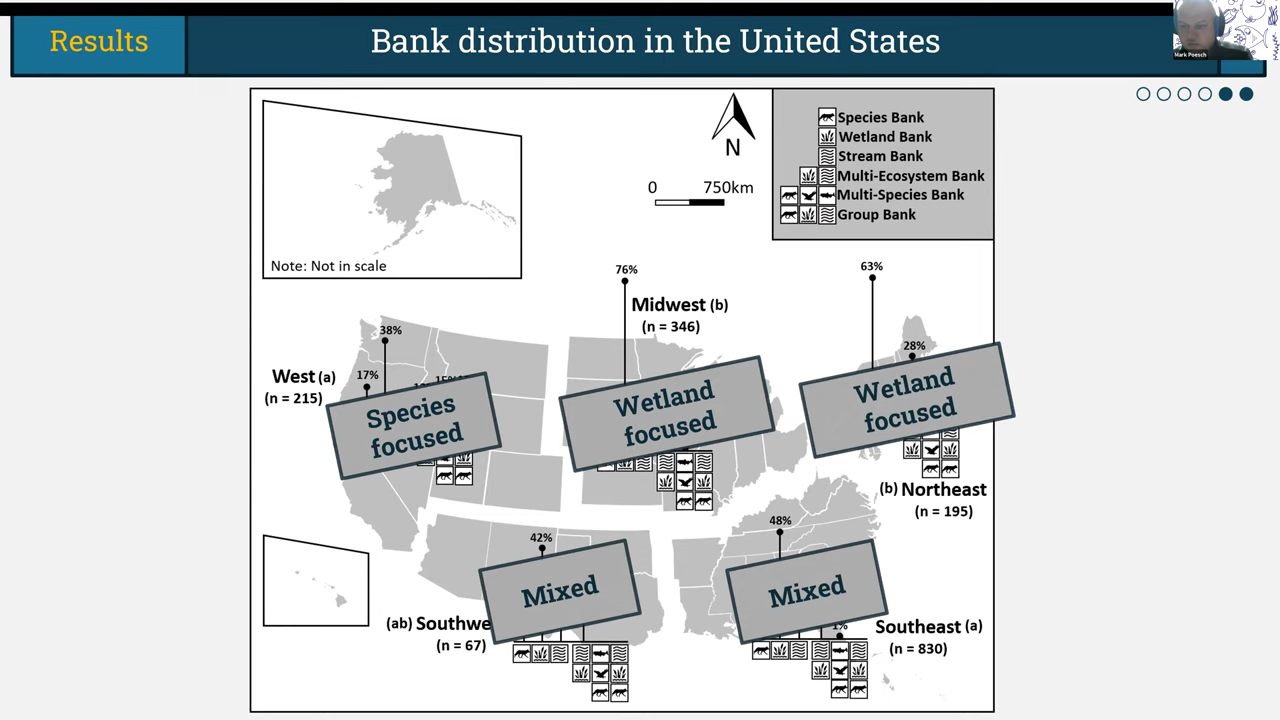 Results
Bank distribution in the United States
Mark Poesch
N
0 750km
Species Bank
Wetland Bank
Stream Bank
Multi-Ecosystem Bank
Multi-Species Bank
Group Bank
Note: Not in scale
76%
63%
Midwest (b)
(n = 346)
38%
28%
17%
West (a)
(n = 215)
Species
focused
Wetland
focused
Wetland
focused
(b) Northeast
(n = 195)
42%
48%
Mixed
Mixed
(ab) Southwe
(n = 67)
1%
Southeast (a)
(n = 830)